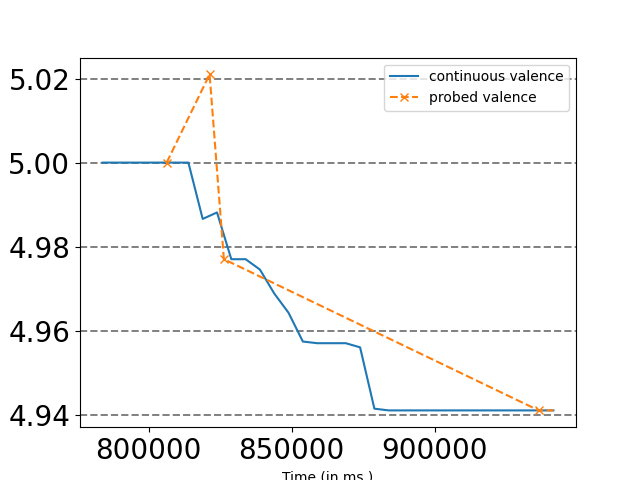 5.02
5.00
4.98
4.96
4.94
continuous valence
probed valence
800000 850000 900000
Time (in ms.)